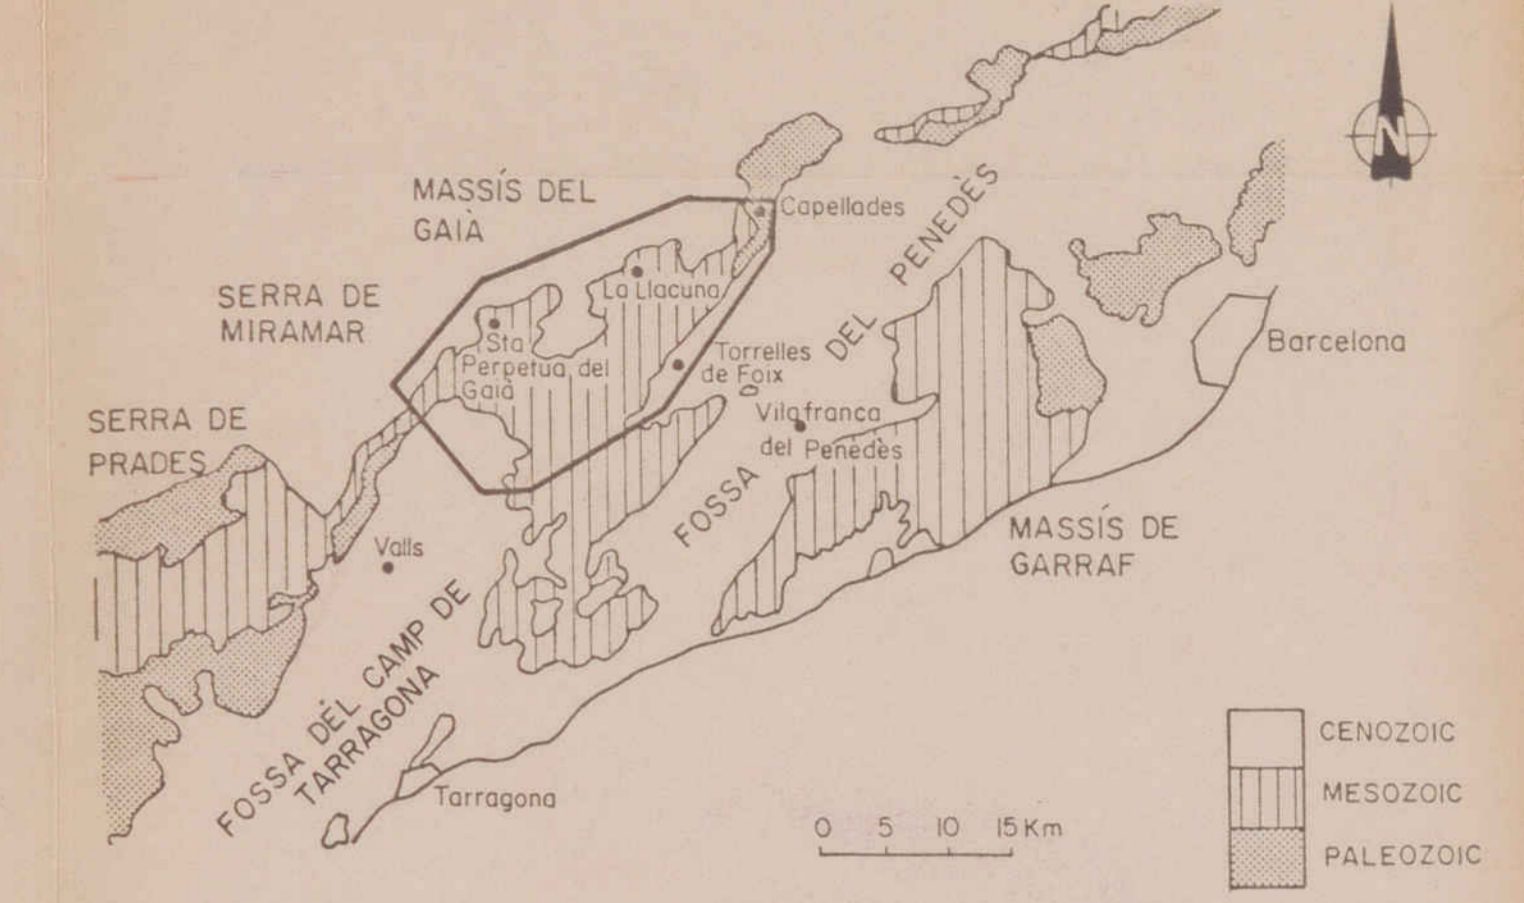 N
MASSÍS DEL
GAIÀ
Capellades
PENEDÈS
DEL
FOSSA
SERRA DE
MIRAMAR
La Llacuna
Sta
Perpetua del
Gaià
Torrelles
de Foix
Barcelona
Vilafranca
del Penedès
SERRA DE
PRADES
Valls
MASSÍS DE
GARRAF
FOSSA DEL CAMP DE
TARRAGONA
Tarragona
0 5 10 15 Km
CENOZOIC
MESOZOIC
PALEOZOIC